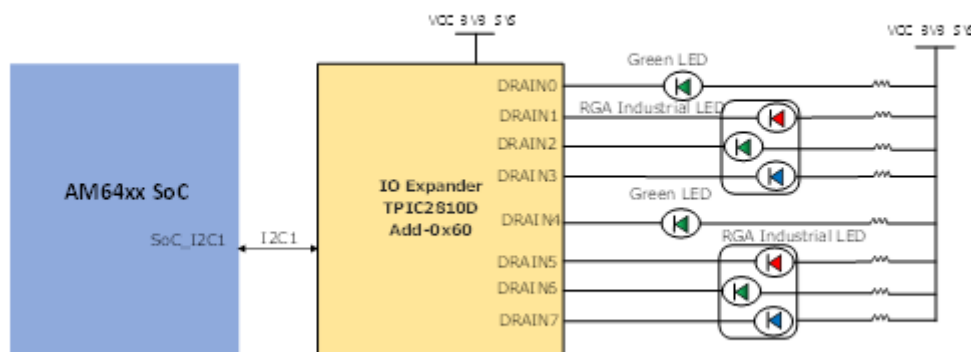 VCC 3V3 SYS
VCC 3V3 SYS
Green LED
DRAIN0
RGA Industrial LED
DRAIN1
DRAIN2
DRAIN3
AM64xx SoC
IO Expander
TPIC2810D
Add-0x60
Green LED
DRAIN4
SoC_I2C1
I2C1
RGA Industrial LED
DRAIN5
DRAIN6
DRAIN7